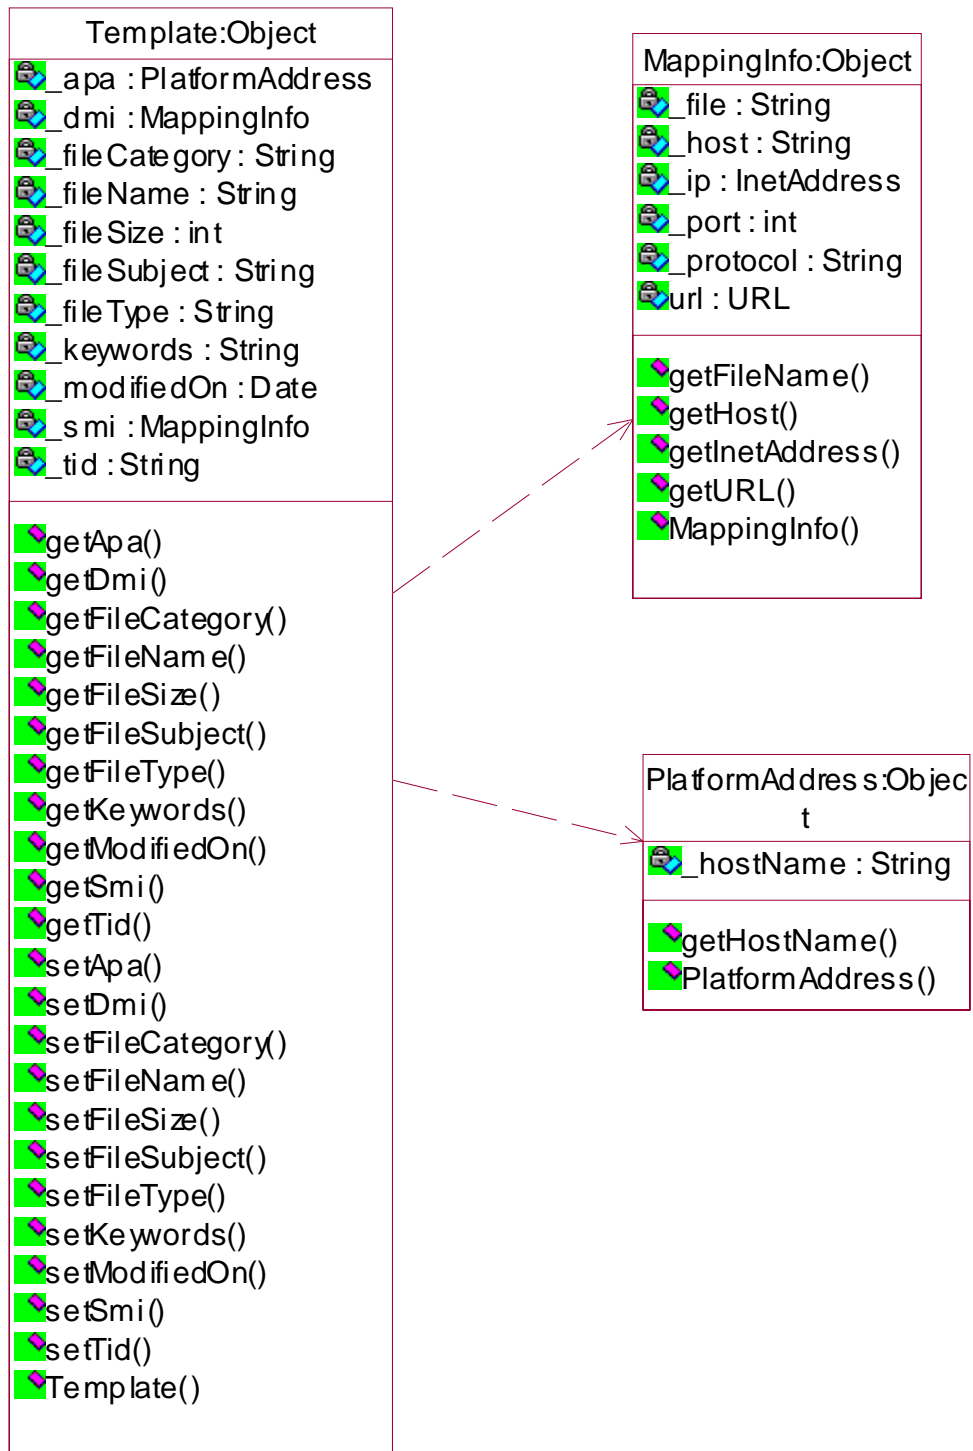 Template:Object
_apa : PlatformAddress
_dmi : MappingInfo
_fileCategory : String
_fileName : String
_fileSize : int
_fileSubject : String
_fileType : String
_keywords : String
_modifiedOn : Date
_smi : MappingInfo
_tid : String
getApa()
getDmi()
getFileCategory()
getFileName()
getFileSize()
getFileSubject()
getFileType()
getKeywords()
getModifiedOn()
getSmi()
getTid()
setApa()
setDmi()
setFileCategory()
setFileName()
setFileSize()
setFileSubject()
setFileType()
setKeywords()
setModifiedOn()
setSmi()
setTid()
Template()
MappingInfo:Object
_file : String
_host : String
_ip : InetAddress
_port : int
_protocol : String
url : URL
getFileName()
getHost()
getInetAddress()
getURL()
MappingInfo()
PlatformAddress:Objec
t
_hostName : String
getHostName()
PlatformAddress()